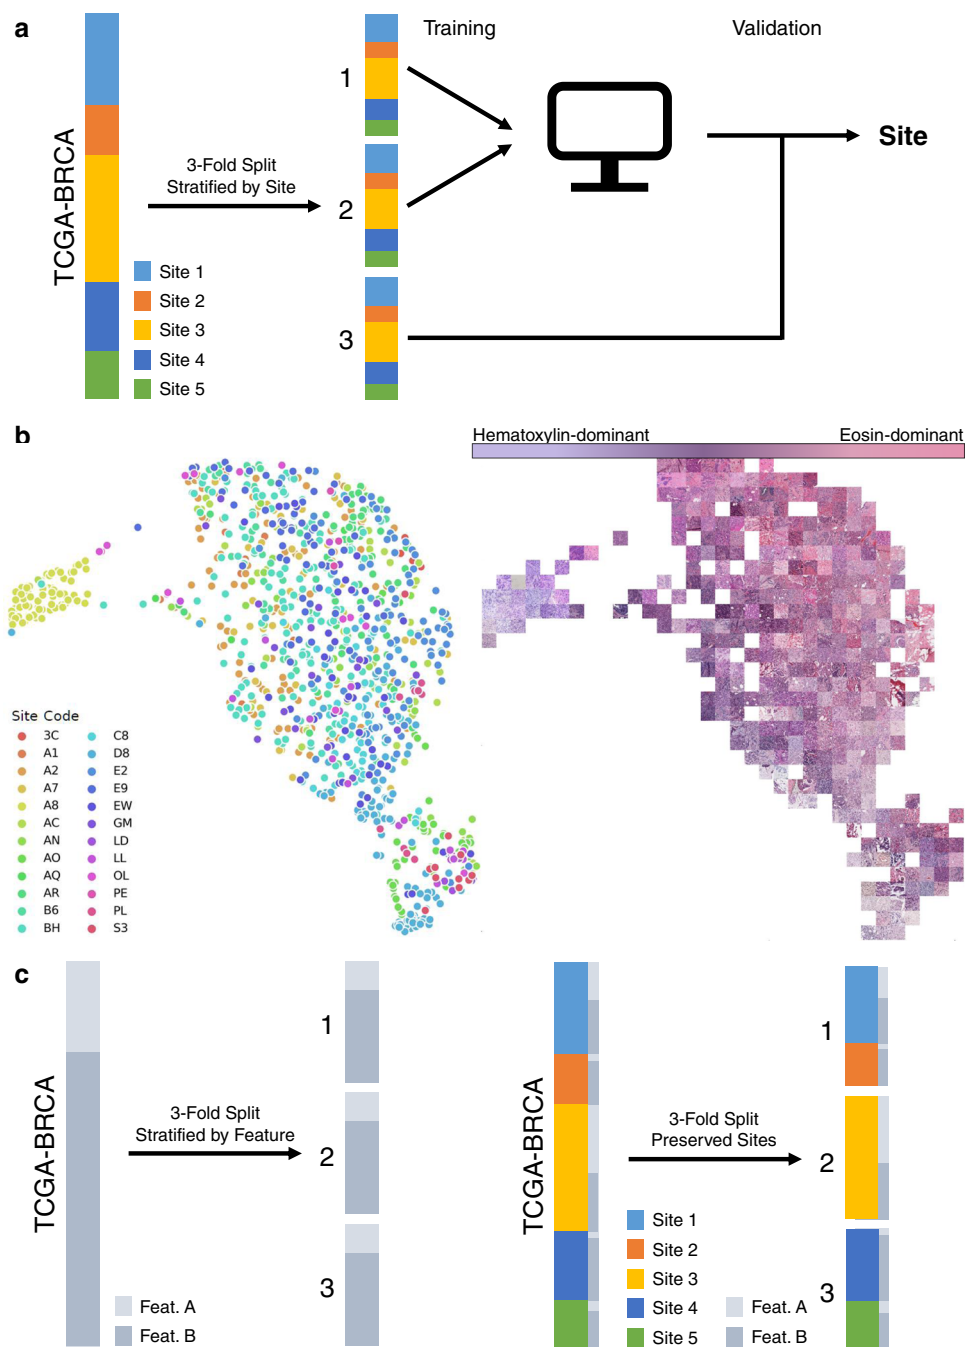 a
Training
Validation
TCGA-BRCA
3-Fold Split
Stratified by Site
1
2
3
Site
Site 1
Site 2
Site 3
Site 4
Site 5
b
Hematoxylin-dominant
Eosin-dominant
Site Code
3C
A1
A2
A7
A8
AC
AN
AO
AQ
AR
B6
BH
C8
D8
E2
E9
EW
GM
LD
LL
OL
PE
PL
S3
c
TCGA-BRCA
3-Fold Split
Stratified by Feature
1
2
3
Feat. A
Feat. B
TCGA-BRCA
3-Fold Split
Preserved Sites
1
2
3
Site 1
Site 2
Site 3
Site 4
Site 5
Feat. A
Feat. B